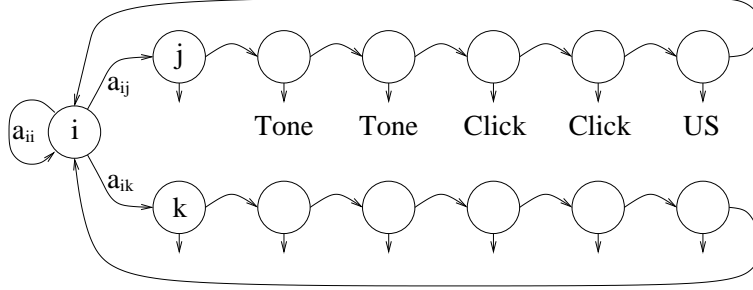 j
a_ij
Tone Tone Click Click US
a_ii i
a_ik
k